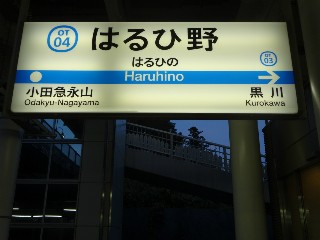 OT
04
はるひ野
はるひの
Haruhino
OT
03
小田急永山
Odakyu-Nagayama
黒川
Kurokawa